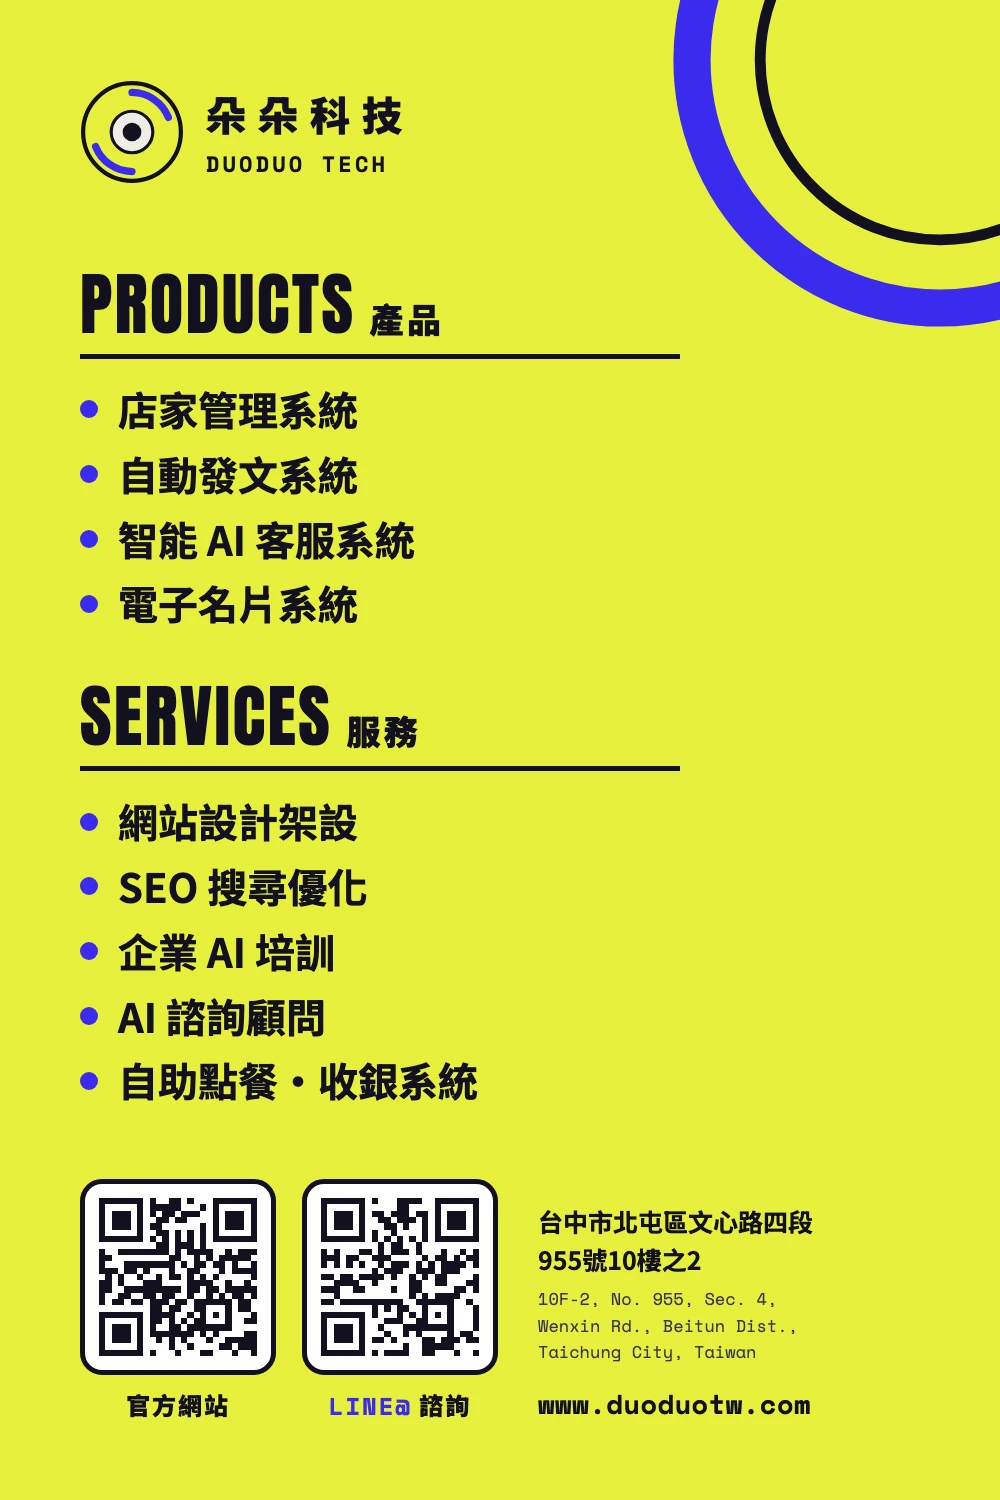 朵朵科技
DUODUO TECH
PRODUCTS 產品
店家管理系統
自動發文系統
智能 AI 客服系統
電子名片系統
SERVICES 服務
網站設計架設
SEO 搜尋優化
企業 AI 培訓
AI 諮詢顧問
自助點餐・收銀系統
台中市北屯區文心路四段
955號10樓之2
10F-2, No. 955, Sec. 4,
Wenxin Rd., Beitun Dist.,
Taichung City, Taiwan
官方網站
LINE@ 諮詢
www.duoduotw.com